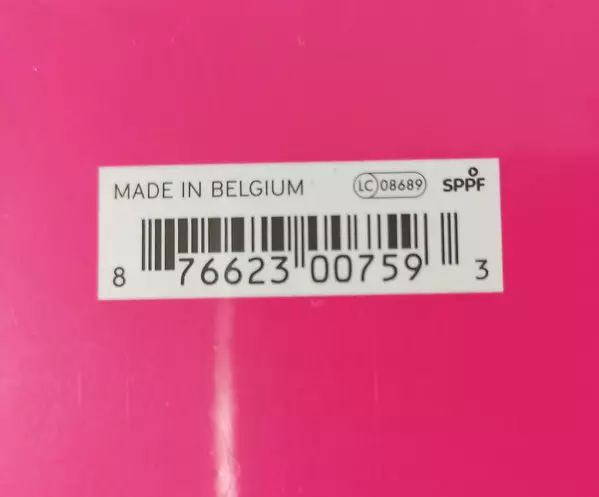 MADE IN BELGIUM LC 08689 SPPF
8 76623 00759 3